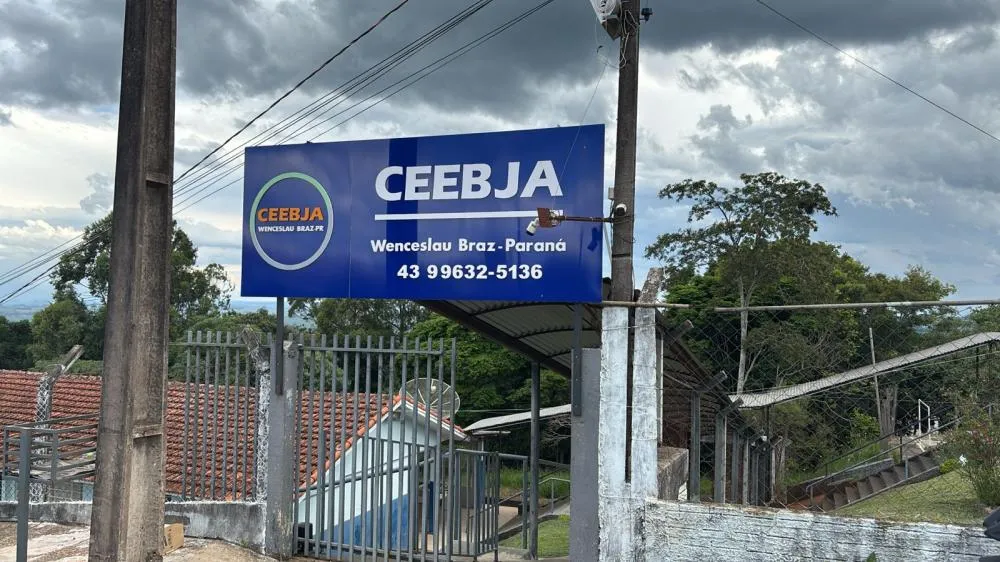 CEEBJA
WENCESLAU BRAZ-PR
CEEBJA
Wenceslau Braz-Paraná
43 99632-5136